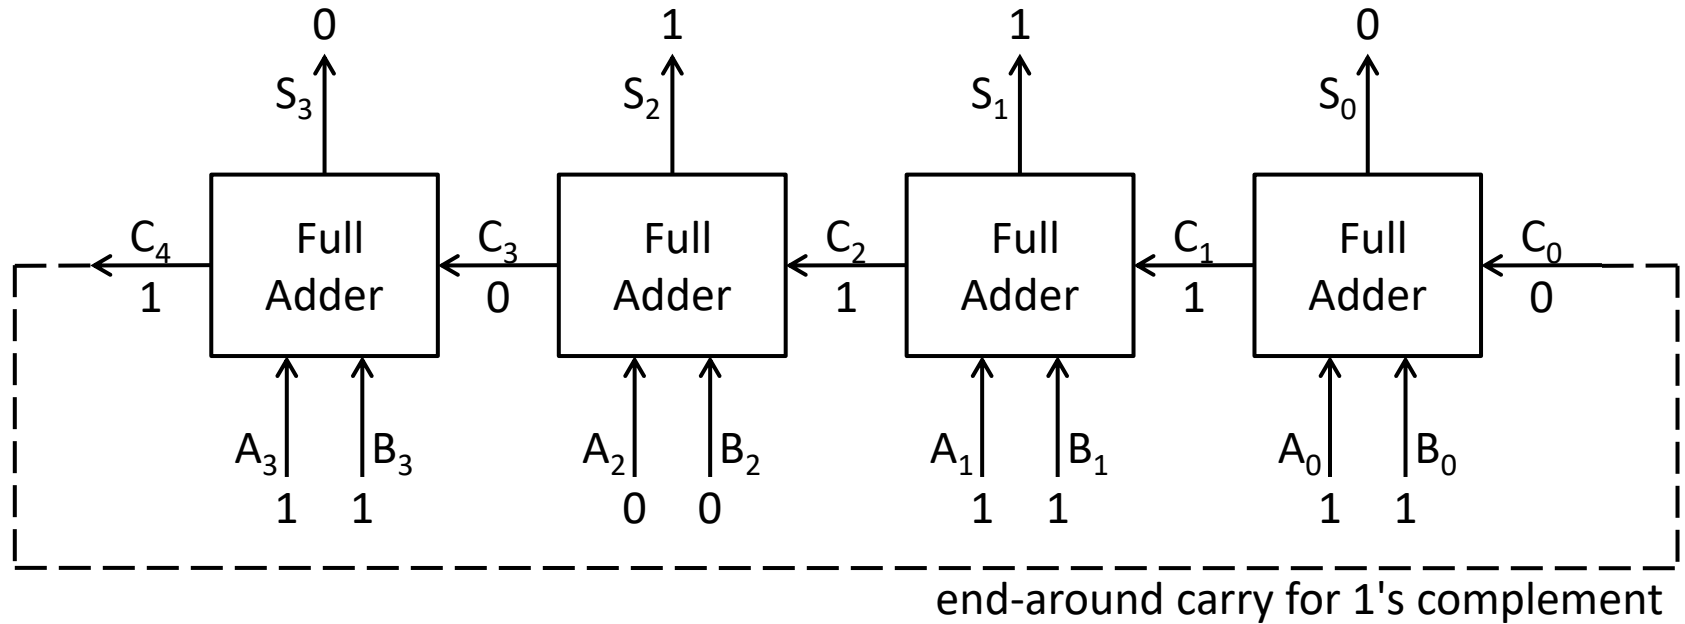 0 1 1 0
S₃ S₂ S₁ S₀
C₄ Full C₃ Full C₂ Full C₁ Full C₀
1 Adder 0 Adder 1 Adder 1 Adder 0
A₃ B₃ A₂ B₂ A₁ B₁ A₀ B₀
1 1 0 0 1 1 1 1
end-around carry for 1's complement